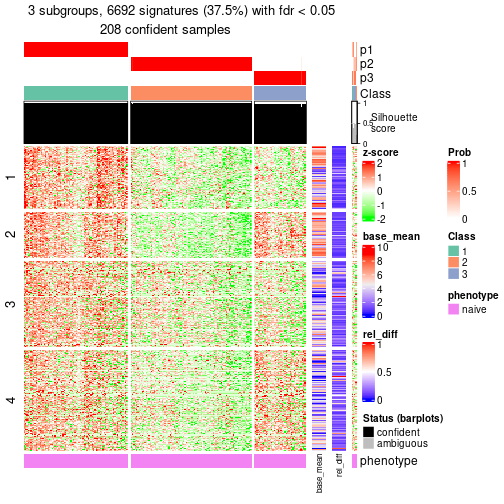 3 subgroups, 6692 signatures (37.5%) with fdr < 0.05
208 confident samples
p1
p2
p3
Class
1
0.5
0
Silhouette
score
1
2
3
4
z-score
2
1
0
-1
-2
Prob
1
0.5
0
base_mean
10
8
6
4
2
0
Class
1
2
3
phenotype
naive
rel_diff
1
0.5
0
Status (barplots)
confident
ambiguous
phenotype
base_mean
rel_diff